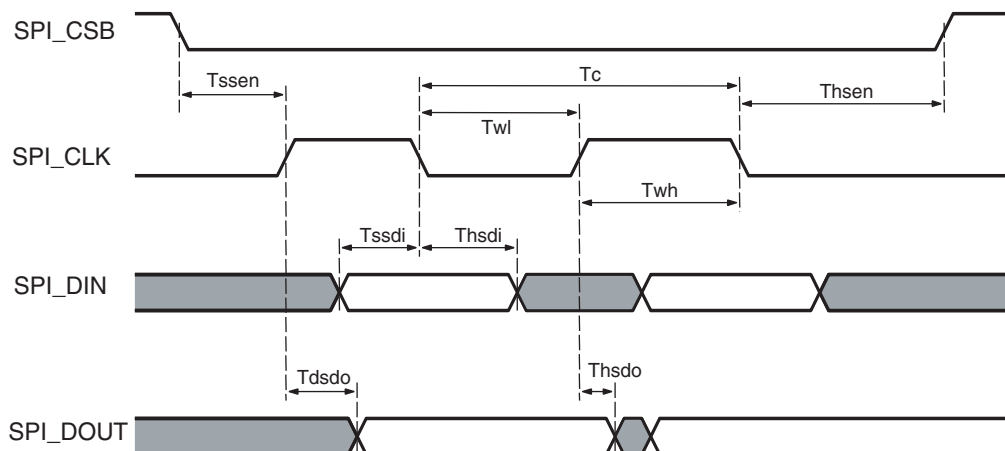 SPI_CSB
Tssen
Tc
Thsen
Twl
SPI_CLK
Twh
Tssdi
Thsdi
SPI_DIN
Tdsdo
Thsdo
SPI_DOUT